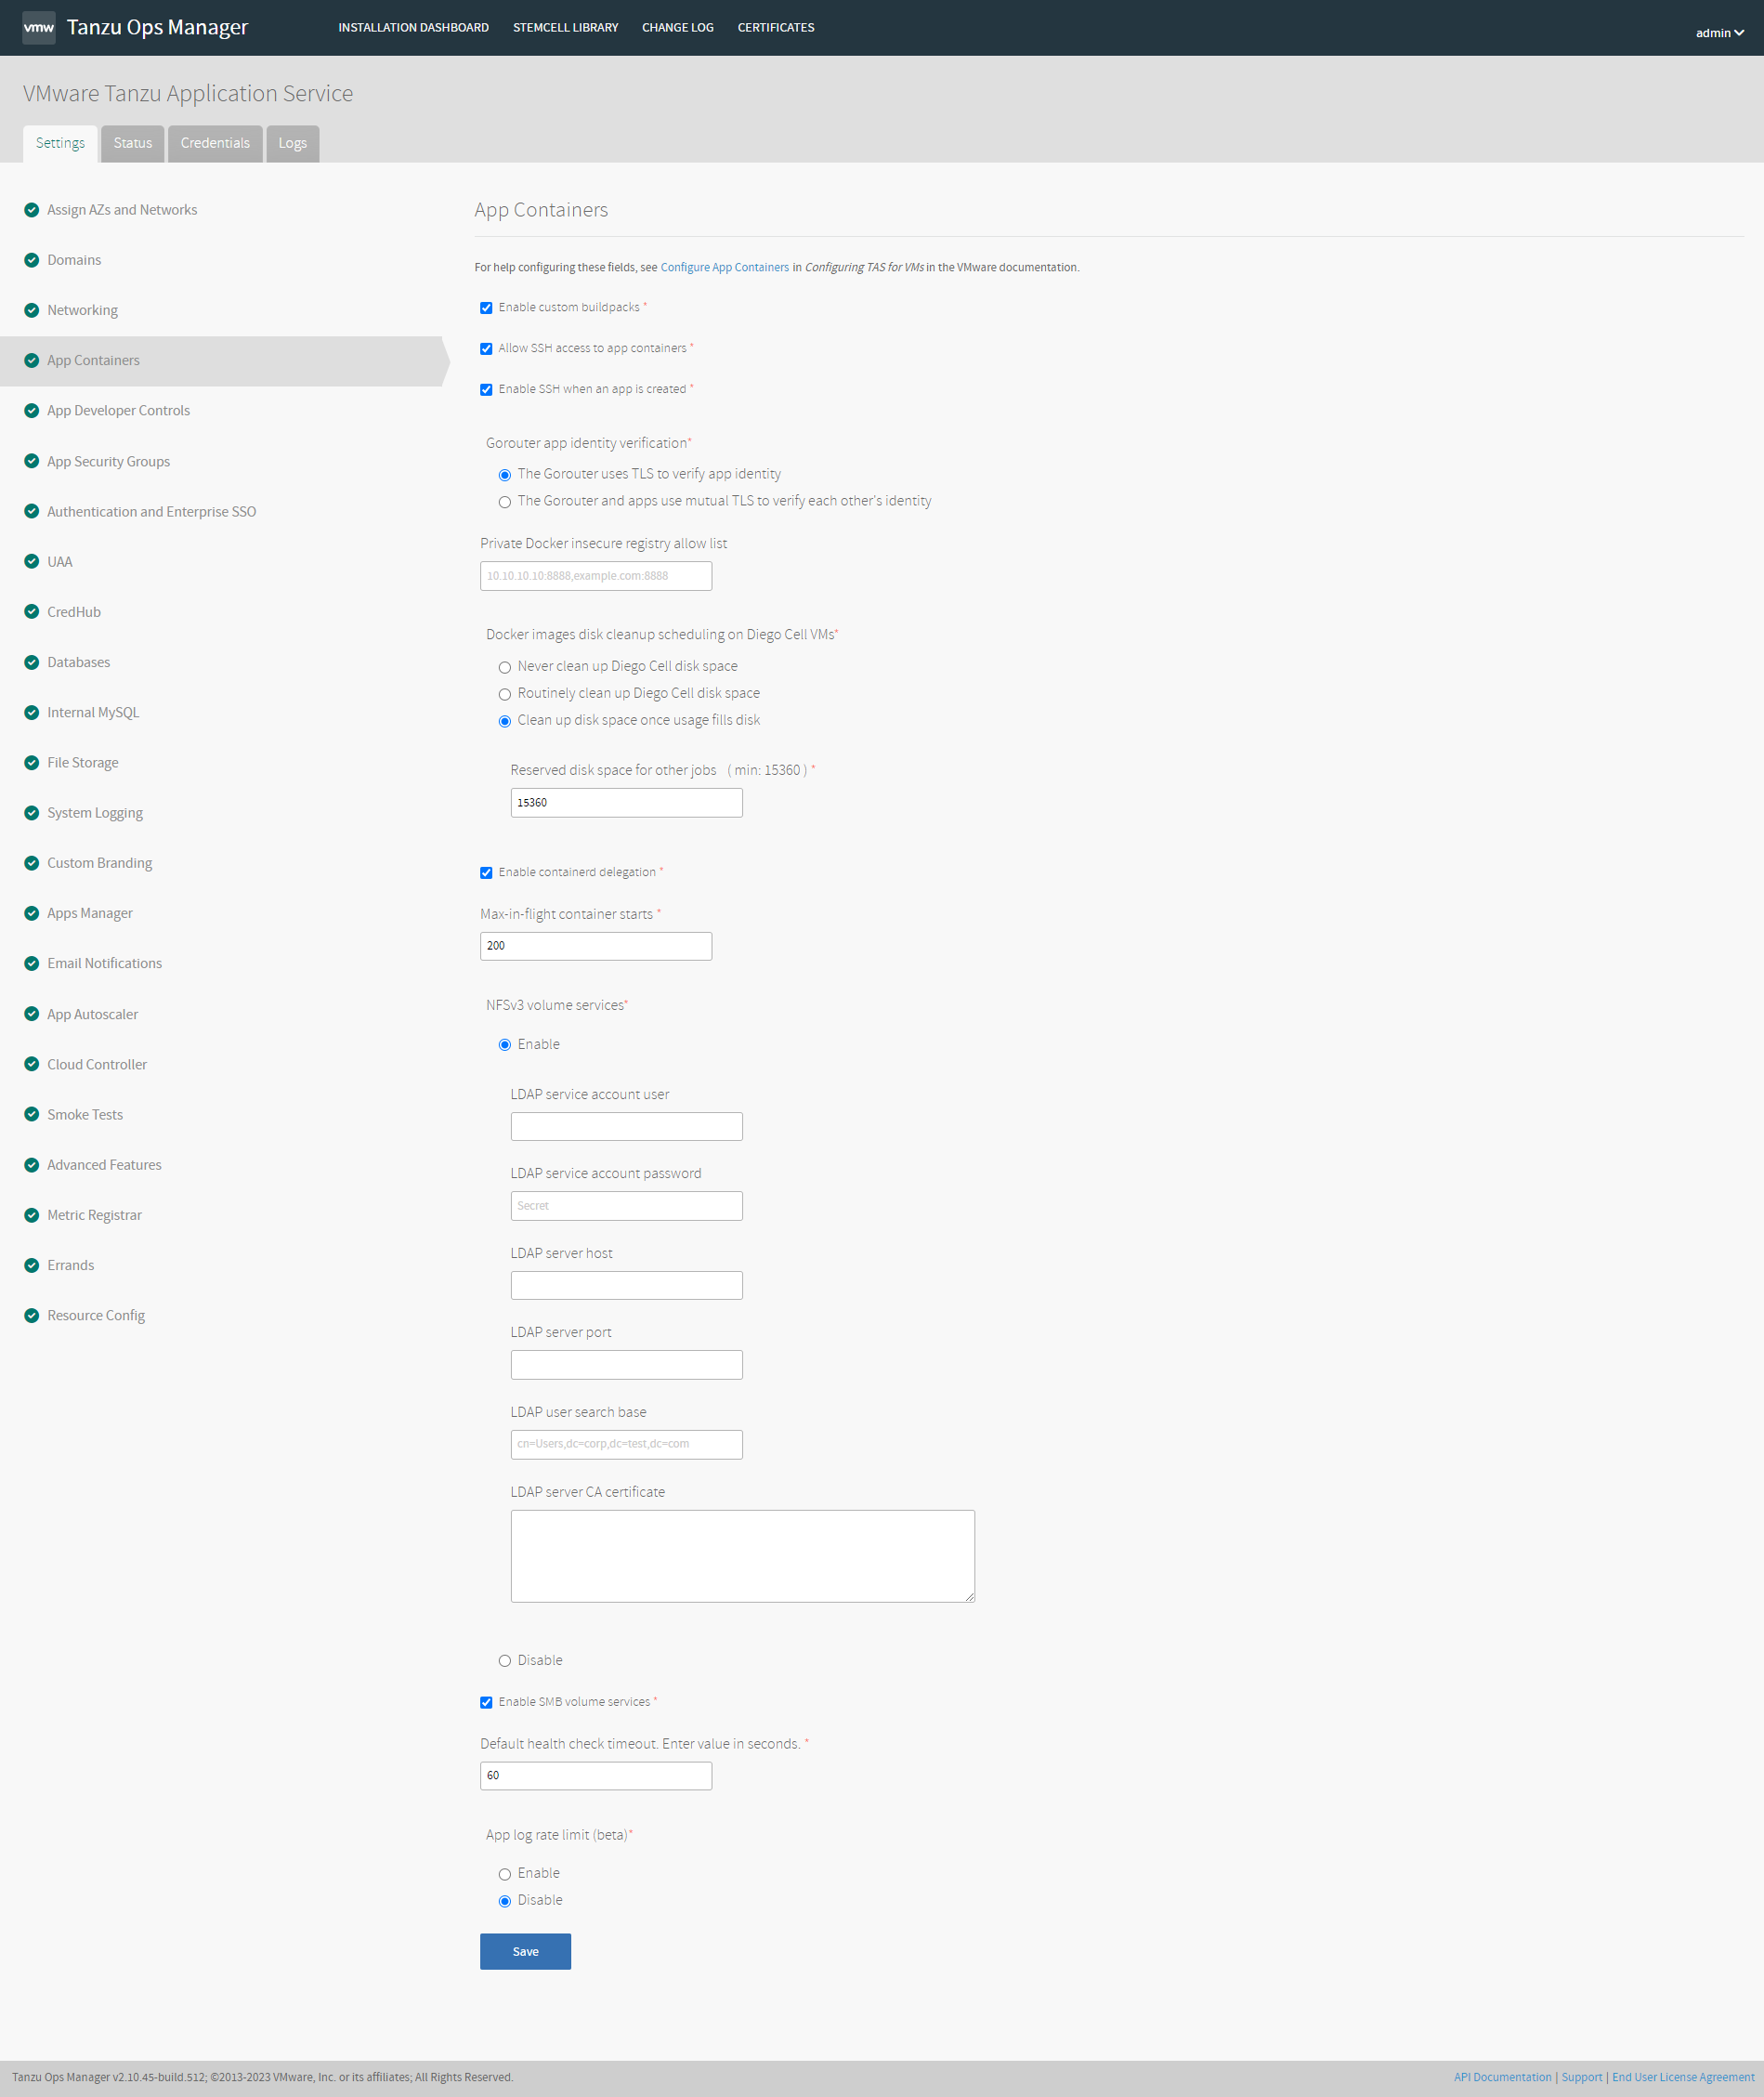 vmw Tanzu Ops Manager INSTALLATION DASHBOARD STEMCELL LIBRARY CHANGE LOG CERTIFICATES admin
VMware Tanzu Application Service
Settings Status Credentials Logs
Assign AZs and Networks
Domains
Networking
App Containers
App Developer Controls
App Security Groups
Authentication and Enterprise SSO
UAA
CredHub
Databases
Internal MySQL
File Storage
System Logging
Custom Branding
Apps Manager
Email Notifications
App Autoscaler
Cloud Controller
Smoke Tests
Advanced Features
Metric Registrar
Errands
Resource Config
App Containers
For help configuring these fields, see Configure App Containers in Configuring TAS for VMs in the VMware documentation.
Enable custom buildpacks *
Allow SSH access to app containers *
Enable SSH when an app is created *
Gorouter app identity verification*
The Gorouter uses TLS to verify app identity
The Gorouter and apps use mutual TLS to verify each other's identity
Private Docker insecure registry allow list
10.10.10.10:8888,example.com:8888
Docker images disk cleanup scheduling on Diego Cell VMs*
Never clean up Diego Cell disk space
Routinely clean up Diego Cell disk space
Clean up disk space once usage fills disk
Reserved disk space for other jobs ( min: 15360 ) *
15360
Enable containerd delegation *
Max-in-flight container starts *
200
NFSv3 volume services*
Enable
LDAP service account user
LDAP service account password
Secret
LDAP server host
LDAP server port
LDAP user search base
cn=Users,dc=corp,dc=test,dc=com
LDAP server CA certificate
Disable
Enable SMB volume services *
Default health check timeout. Enter value in seconds. *
60
App log rate limit (beta)*
Enable
Disable
Save
Tanzu Ops Manager v2.10.45-build.512; ©2013-2023 VMware, Inc. or its affiliates; All Rights Reserved. API Documentation | Support | End User License Agreement